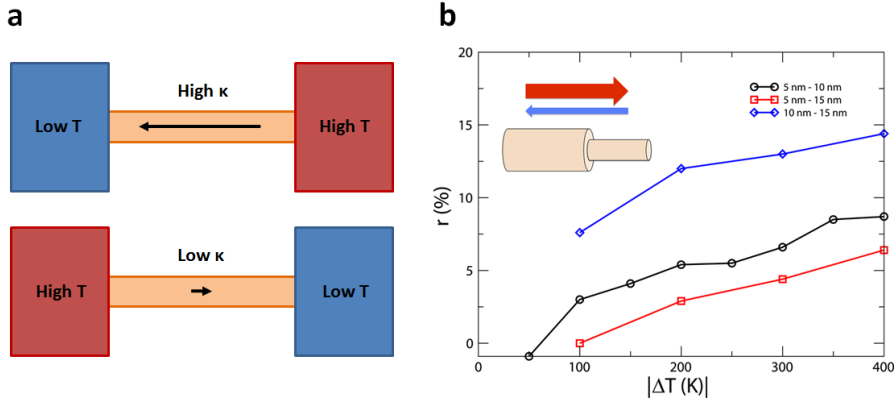 a
High κ
Low T
High T
Low κ
High T
Low T
b
20
15
10
5
0
r (%)
5 nm - 10 nm
5 nm - 15 nm
10 nm - 15 nm
0
100
200
300
400
|ΔT (K)|